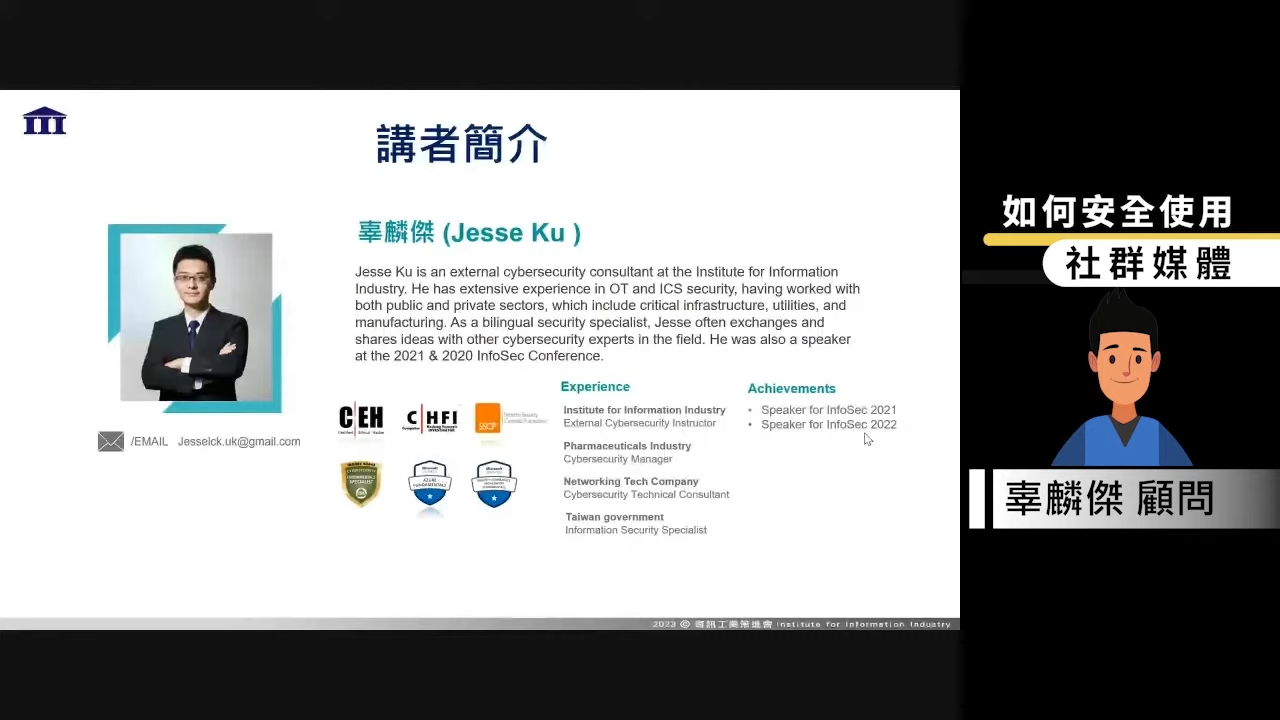 講者簡介
辜麟傑 (Jesse Ku )
Jesse Ku is an external cybersecurity consultant at the Institute for Information
Industry. He has extensive experience in OT and ICS security, having worked with
both public and private sectors, which include critical infrastructure, utilities, and
manufacturing. As a bilingual security specialist, Jesse often exchanges and
shares ideas with other cybersecurity experts in the field. He was also a speaker
at the 2021 & 2020 InfoSec Conference.
/EMAIL Jesselck.uk@gmail.com
CEH
Certified Ethical Hacker
CHFI
SSCP
AZURE
FUNDAMENTALS
Experience
Institute for Information Industry
External Cybersecurity Instructor
Pharmaceuticals Industry
Cybersecurity Manager
Networking Tech Company
Cybersecurity Technical Consultant
Taiwan government
Information Security Specialist
Achievements
• Speaker for InfoSec 2021
• Speaker for InfoSec 2022
2023 © 資訊工業策進會 Institute for Information Industry
如何安全使用
社群媒體
辜麟傑 顧問